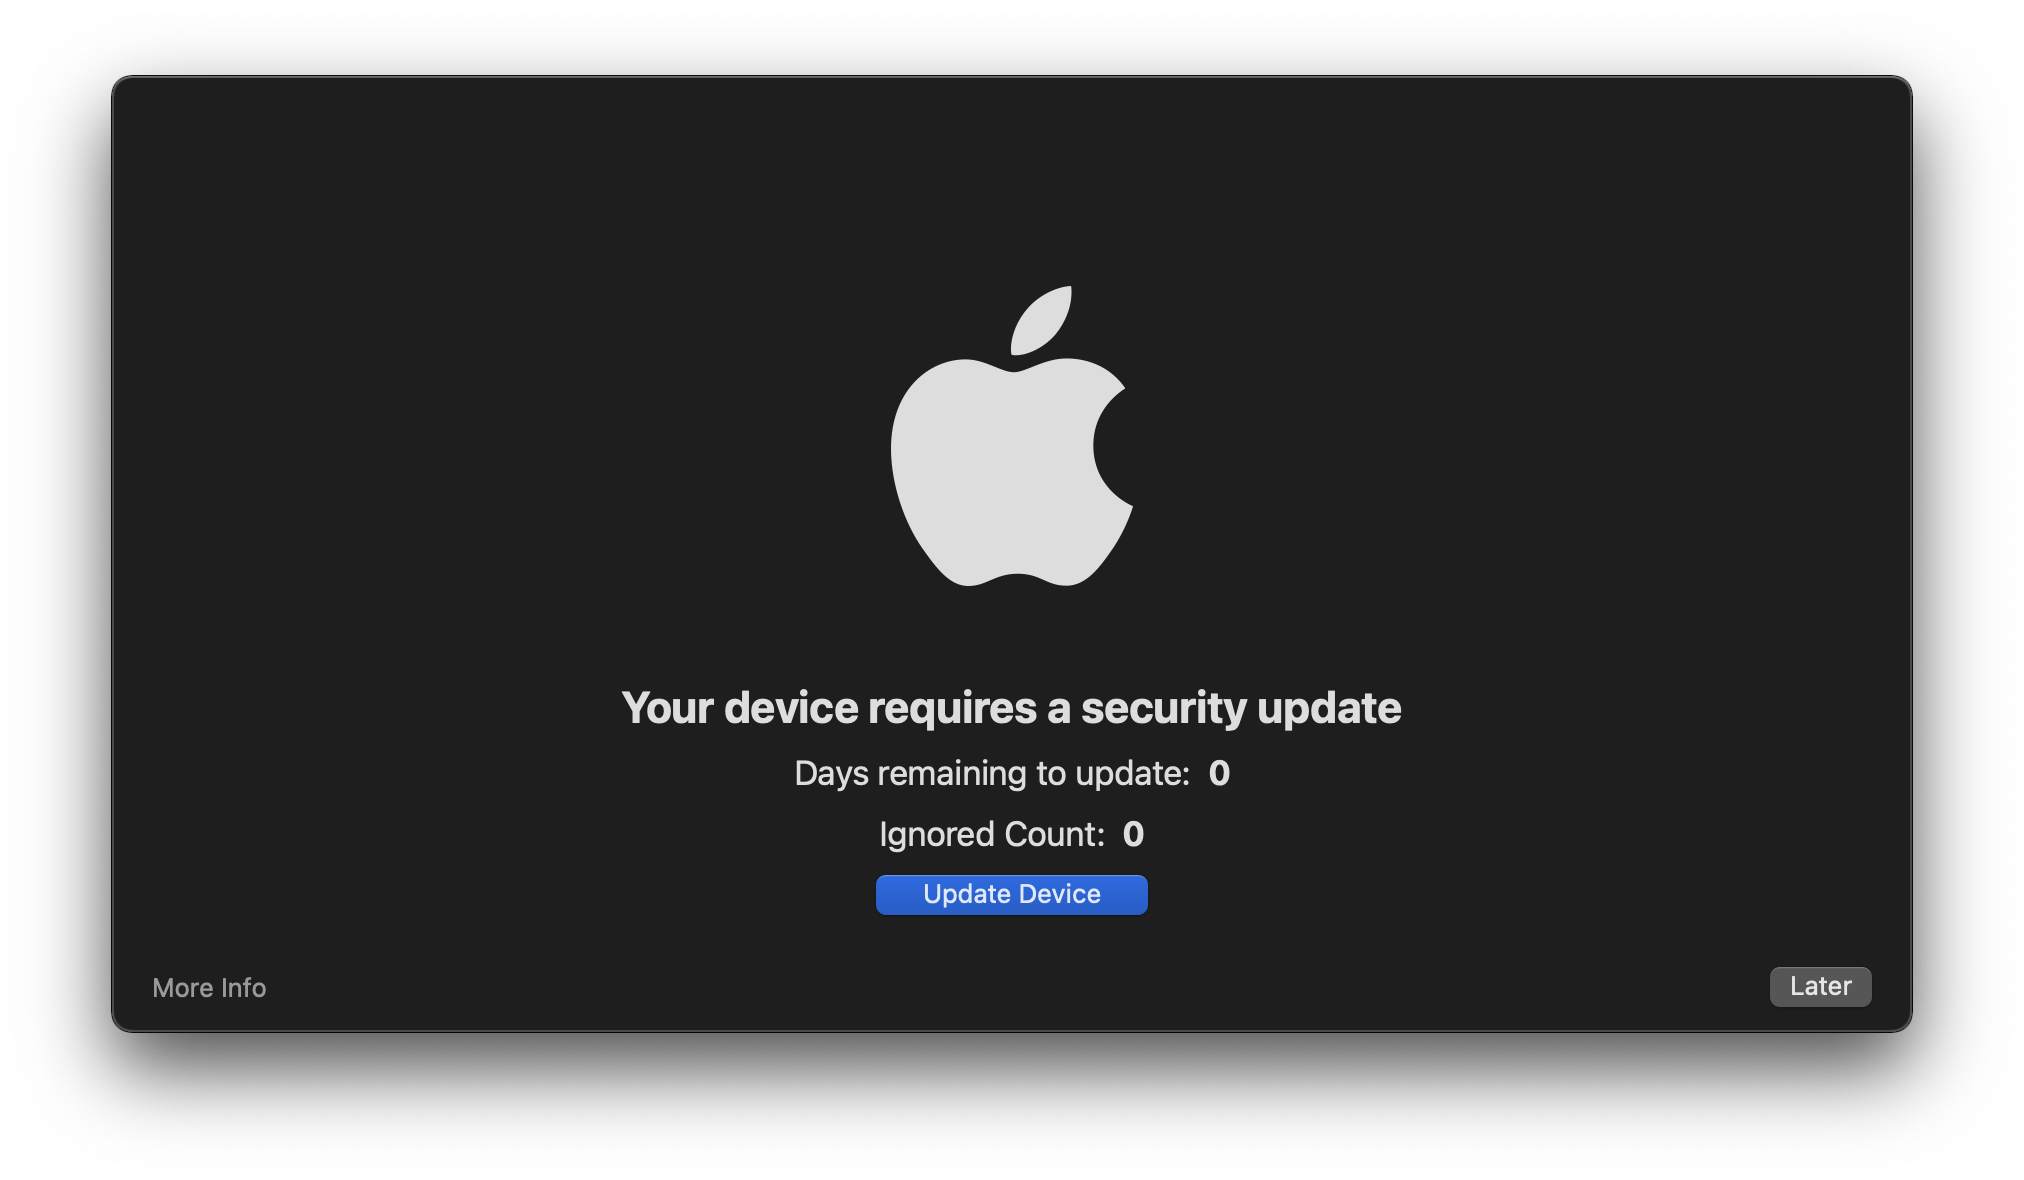 Your device requires a security update
Days remaining to update: 0
Ignored Count: 0
Update Device
More Info
Later